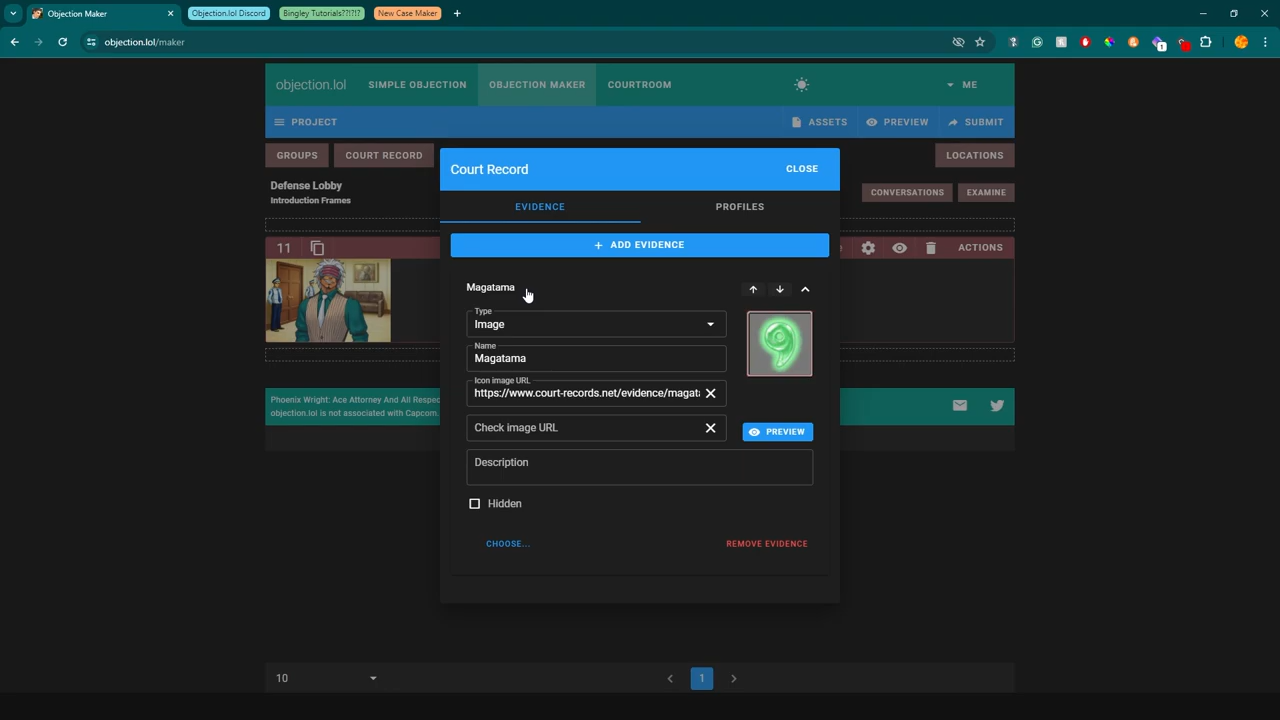 Objection Maker
Objection.lol Discord
Bingley Tutorials??!?!?
New Case Maker
objection.lol/maker
objection.lol
SIMPLE OBJECTION
OBJECTION MAKER
COURTROOM
ME
PROJECT
ASSETS
PREVIEW
SUBMIT
GROUPS
COURT RECORD
LOCATIONS
Defense Lobby
Introduction Frames
CONVERSATIONS
EXAMINE
11
ACTIONS
Court Record
CLOSE
EVIDENCE
PROFILES
+ ADD EVIDENCE
Magatama
Type
Image
Name
Magatama
Icon image URL
https://www.court-records.net/evidence/magata
Check image URL
PREVIEW
Description
Hidden
CHOOSE...
REMOVE EVIDENCE
Phoenix Wright: Ace Attorney And All Respec
objection.lol is not associated with Capcom.
10
1